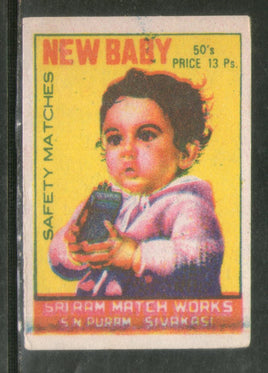 NEW BABY
50's
PRICE 13 Ps.
SAFETY MATCHES
SRI RAM MATCH WORKS
S.N PURAM SIVAKASI